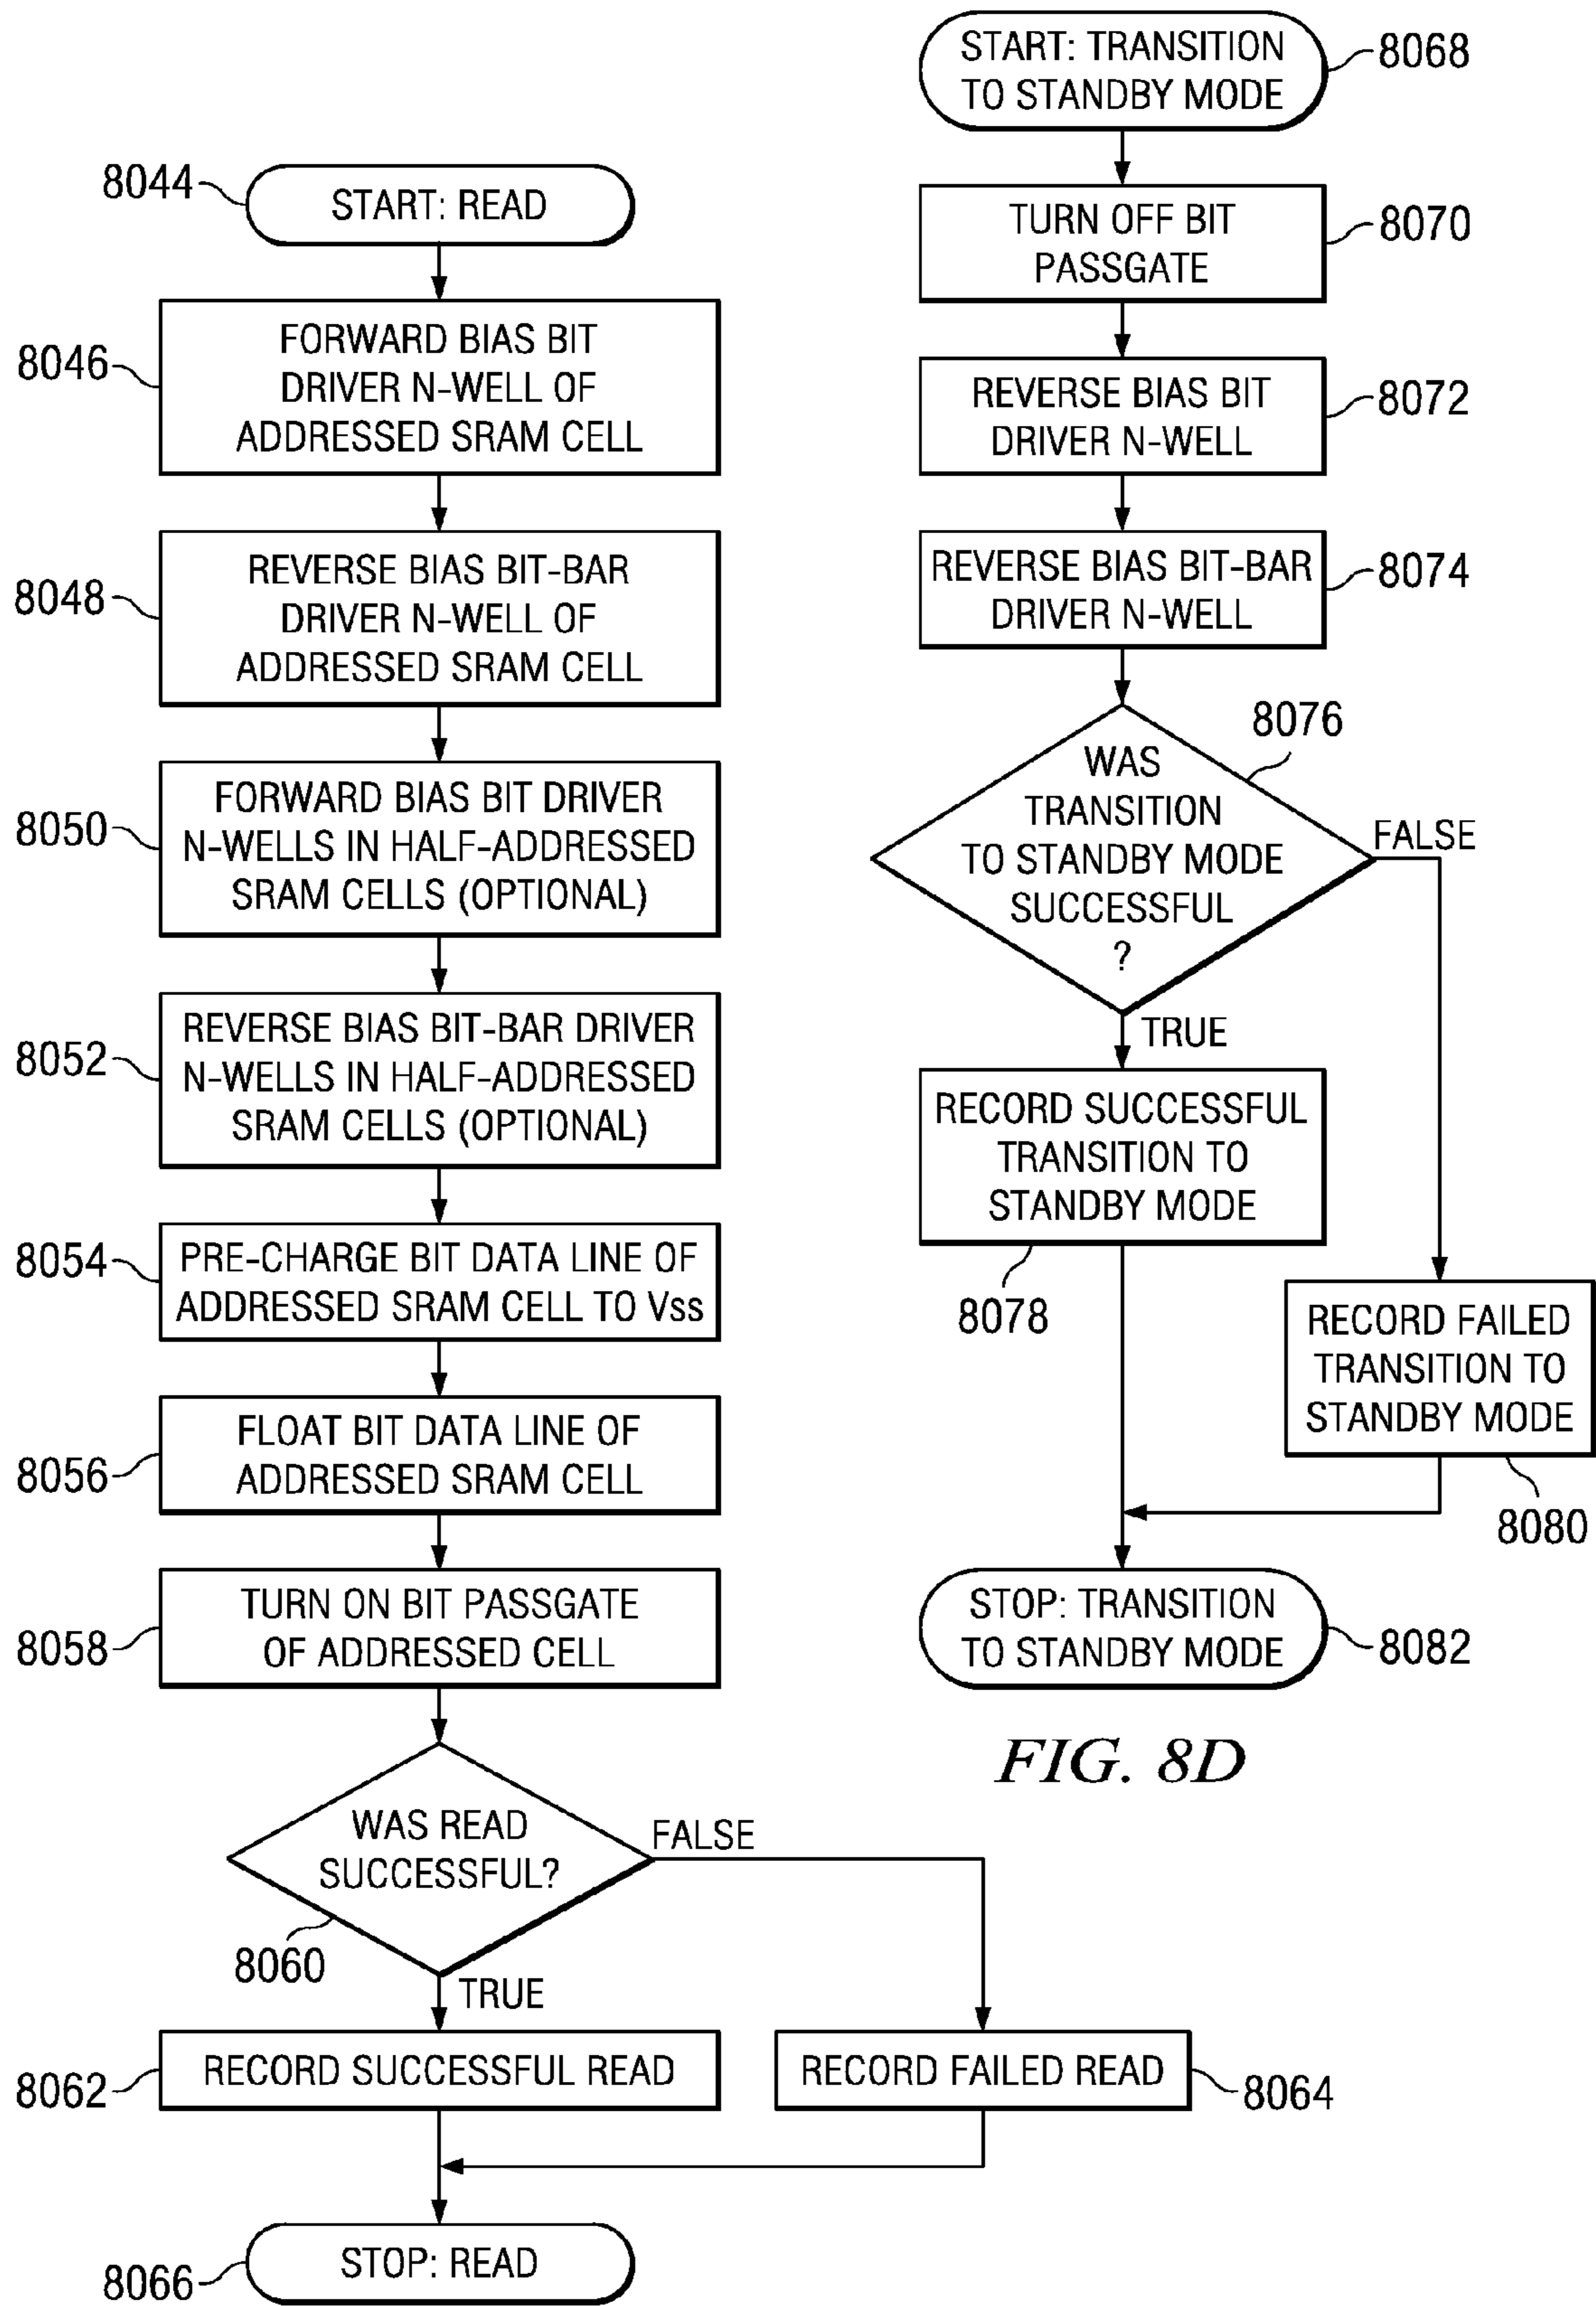 8044
START: READ
8046
FORWARD BIAS BIT
DRIVER N-WELL OF
ADDRESSED SRAM CELL
8048
REVERSE BIAS BIT-BAR
DRIVER N-WELL OF
ADDRESSED SRAM CELL
8050
FORWARD BIAS BIT DRIVER
N-WELLS IN HALF-ADDRESSED
SRAM CELLS (OPTIONAL)
8052
REVERSE BIAS BIT-BAR DRIVER
N-WELLS IN HALF-ADDRESSED
SRAM CELLS (OPTIONAL)
8054
PRE-CHARGE BIT DATA LINE OF
ADDRESSED SRAM CELL TO Vss
8056
FLOAT BIT DATA LINE OF
ADDRESSED SRAM CELL
8058
TURN ON BIT PASSGATE
OF ADDRESSED CELL
WAS READ
SUCCESSFUL?
FALSE
8060
TRUE
8062
RECORD SUCCESSFUL READ
RECORD FAILED READ
8064
8066
STOP: READ
START: TRANSITION
TO STANDBY MODE
8068
TURN OFF BIT
PASSGATE
8070
REVERSE BIAS BIT
DRIVER N-WELL
8072
REVERSE BIAS BIT-BAR
DRIVER N-WELL
8074
8076
WAS
TRANSITION
TO STANDBY MODE
SUCCESSFUL
?
FALSE
TRUE
RECORD SUCCESSFUL
TRANSITION TO
STANDBY MODE
8078
RECORD FAILED
TRANSITION TO
STANDBY MODE
8080
STOP: TRANSITION
TO STANDBY MODE
8082
FIG. 8D